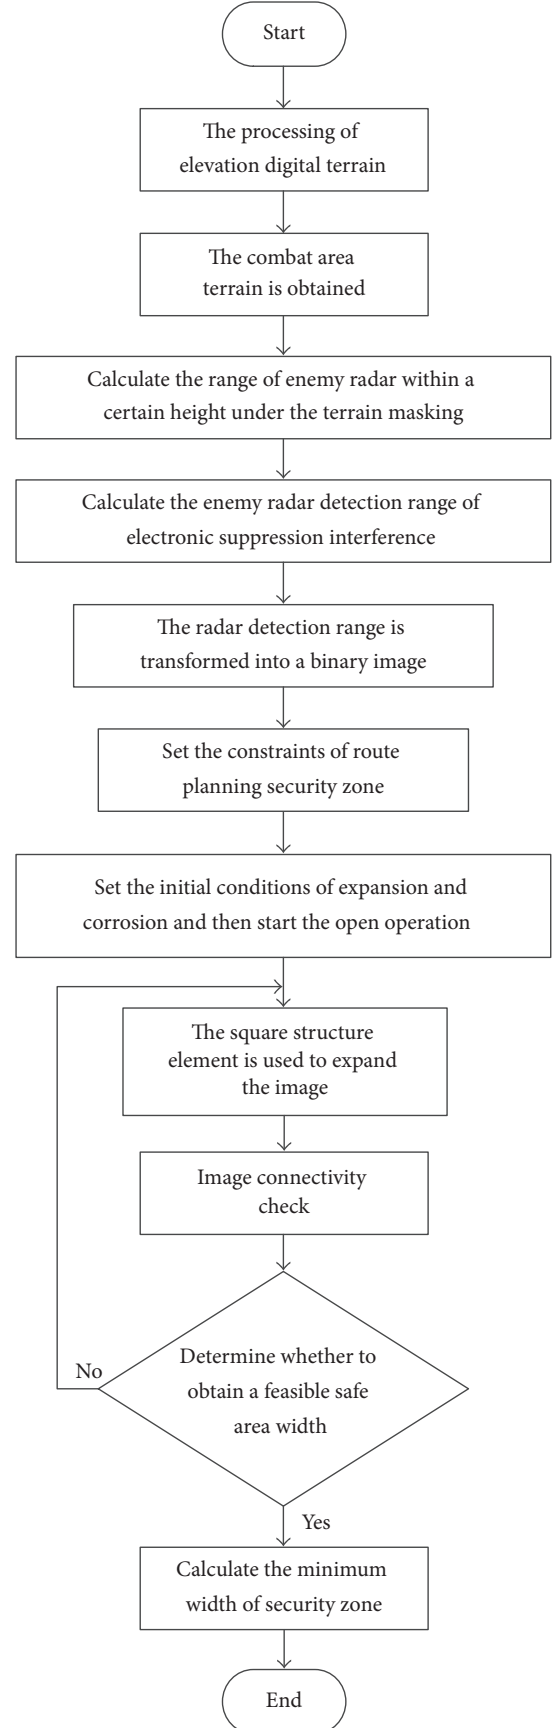 Start
The processing of
elevation digital terrain
The combat area
terrain is obtained
Calculate the range of enemy radar within a
certain height under the terrain masking
Calculate the enemy radar detection range of
electronic suppression interference
The radar detection range is
transformed into a binary image
Set the constraints of route
planning security zone
Set the initial conditions of expansion and
corrosion and then start the open operation
The square structure
element is used to expand
the image
Image connectivity
check
Determine whether to
obtain a feasible safe
area width
No
Yes
Calculate the minimum
width of security zone
End